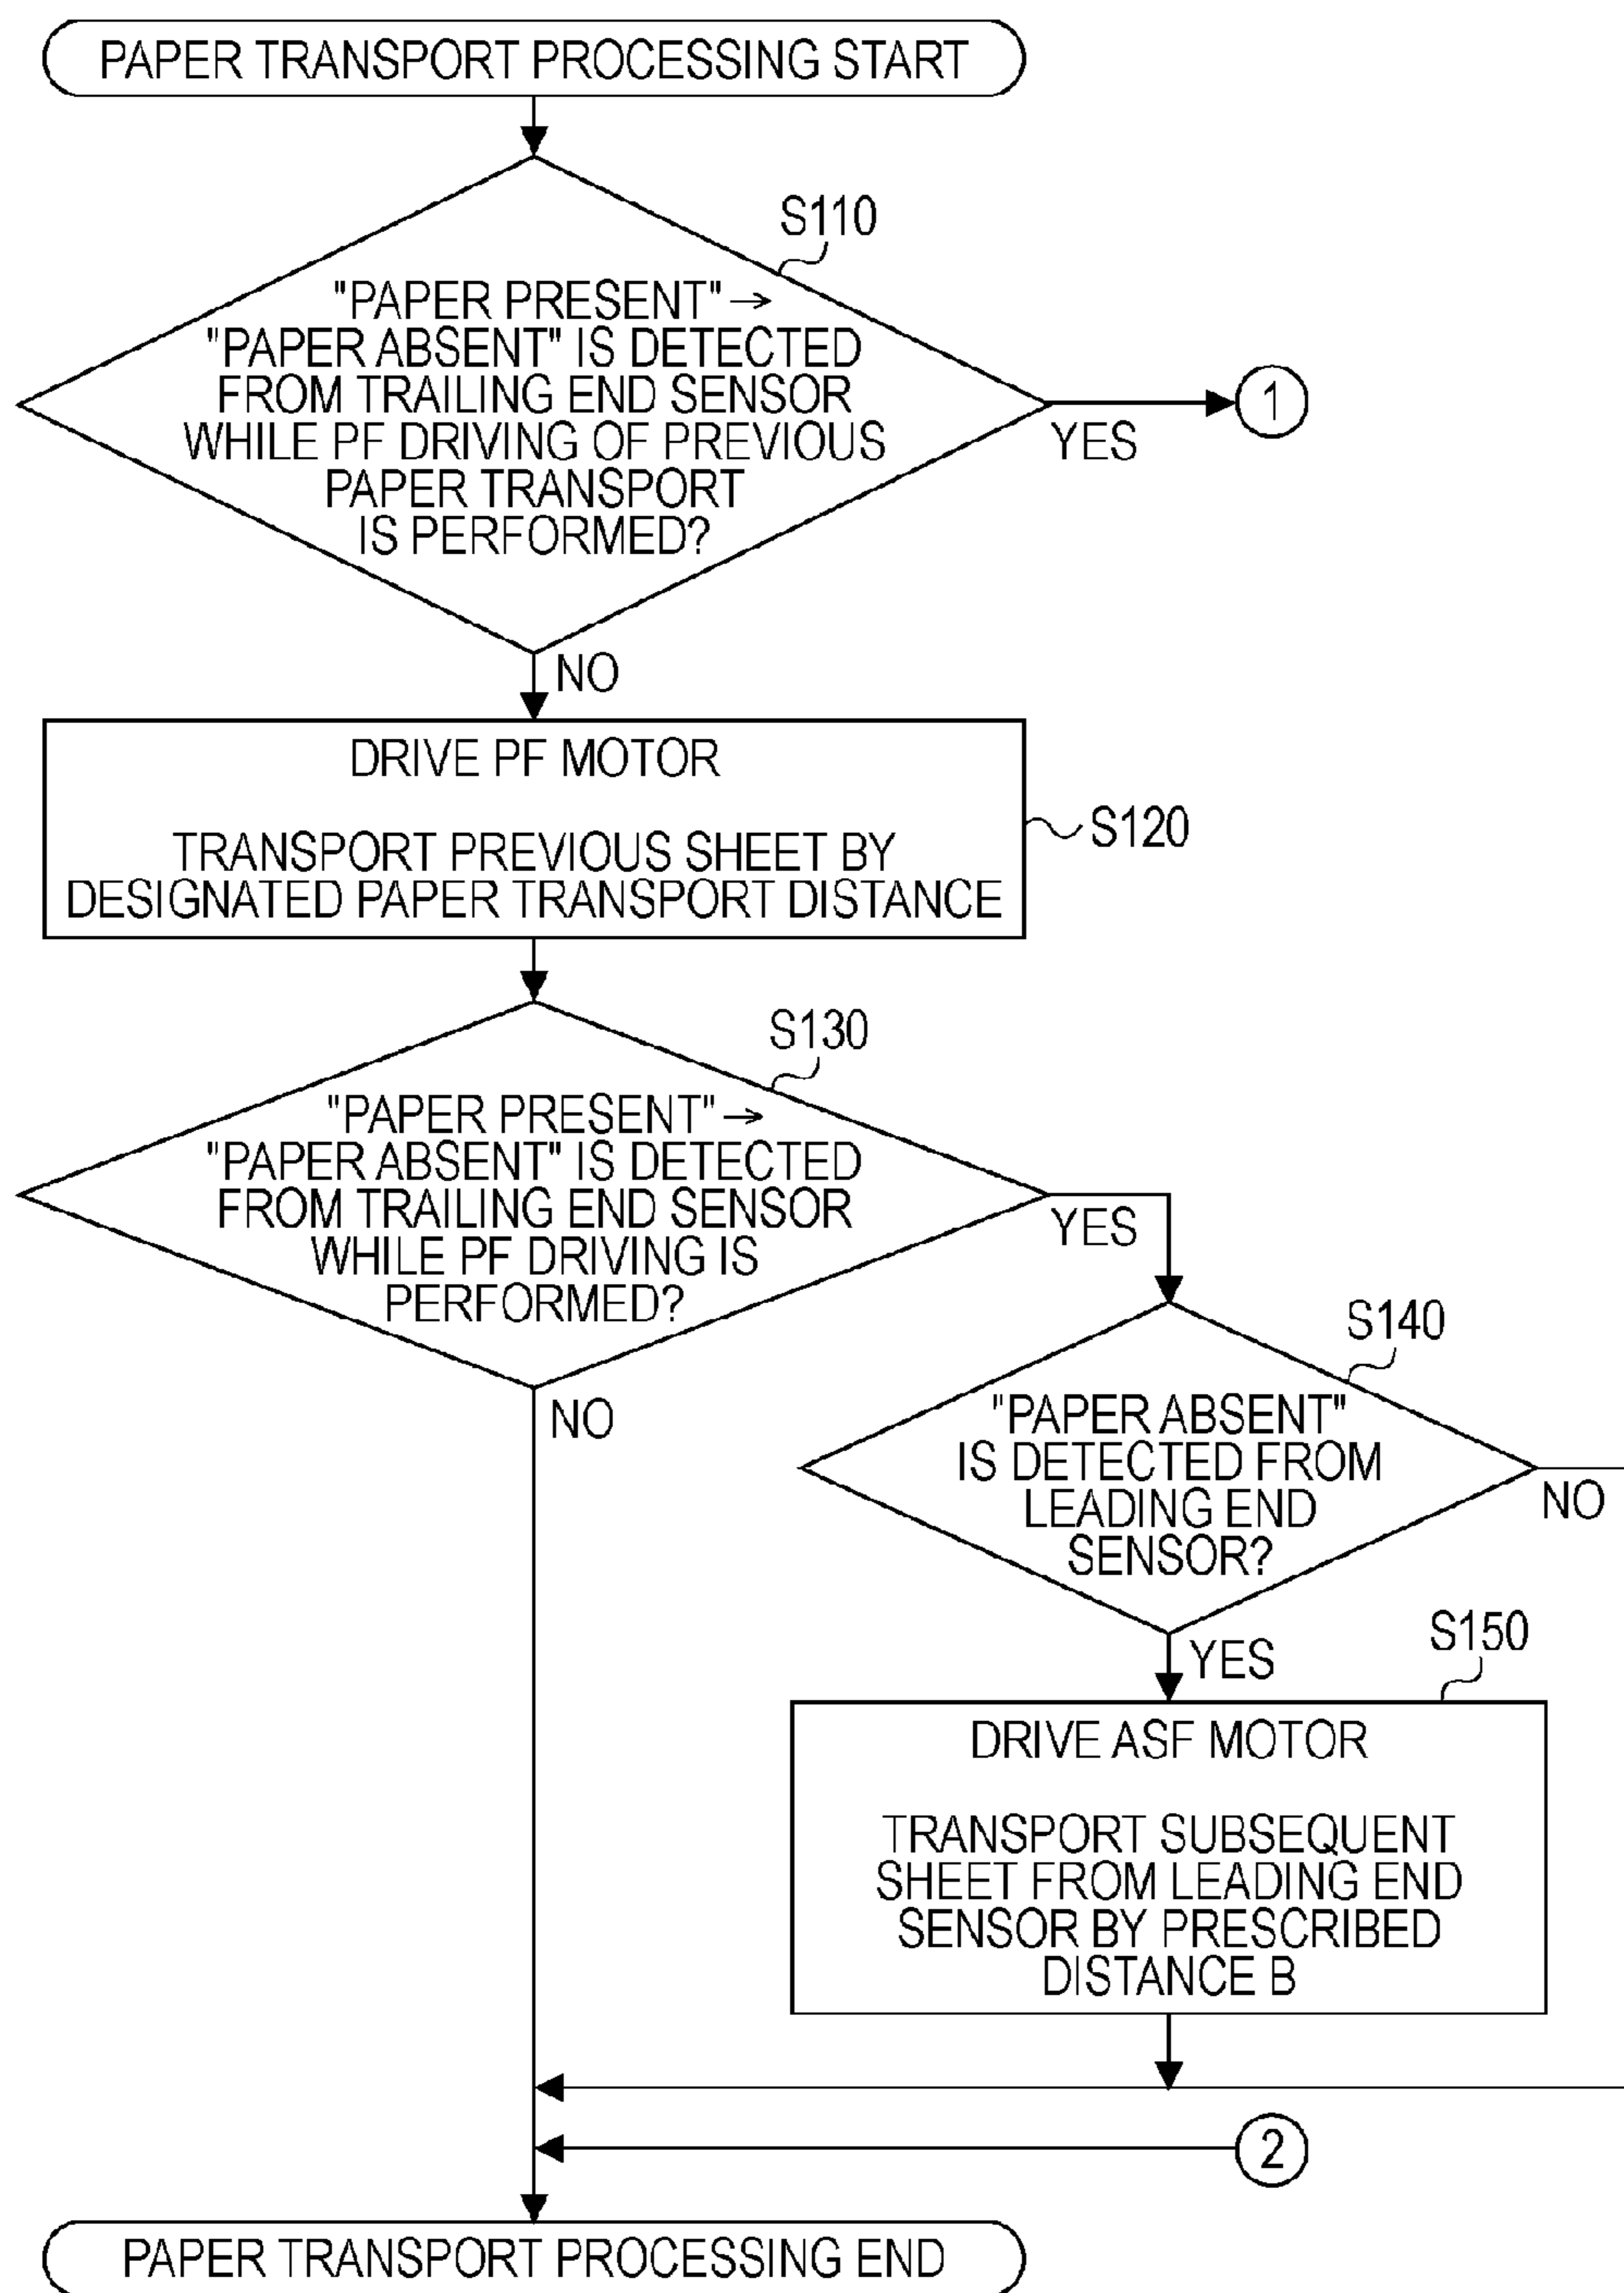 PAPER TRANSPORT PROCESSING START
S110
"PAPER PRESENT" →
"PAPER ABSENT" IS DETECTED
FROM TRAILING END SENSOR
WHILE PF DRIVING OF PREVIOUS
PAPER TRANSPORT
IS PERFORMED?
YES
1
NO
DRIVE PF MOTOR
TRANSPORT PREVIOUS SHEET BY
DESIGNATED PAPER TRANSPORT DISTANCE
S120
S130
"PAPER PRESENT" →
"PAPER ABSENT" IS DETECTED
FROM TRAILING END SENSOR
WHILE PF DRIVING IS
PERFORMED?
YES
NO
S140
"PAPER ABSENT"
IS DETECTED FROM
LEADING END
SENSOR?
NO
YES
S150
DRIVE ASF MOTOR
TRANSPORT SUBSEQUENT
SHEET FROM LEADING END
SENSOR BY PRESCRIBED
DISTANCE B
2
PAPER TRANSPORT PROCESSING END